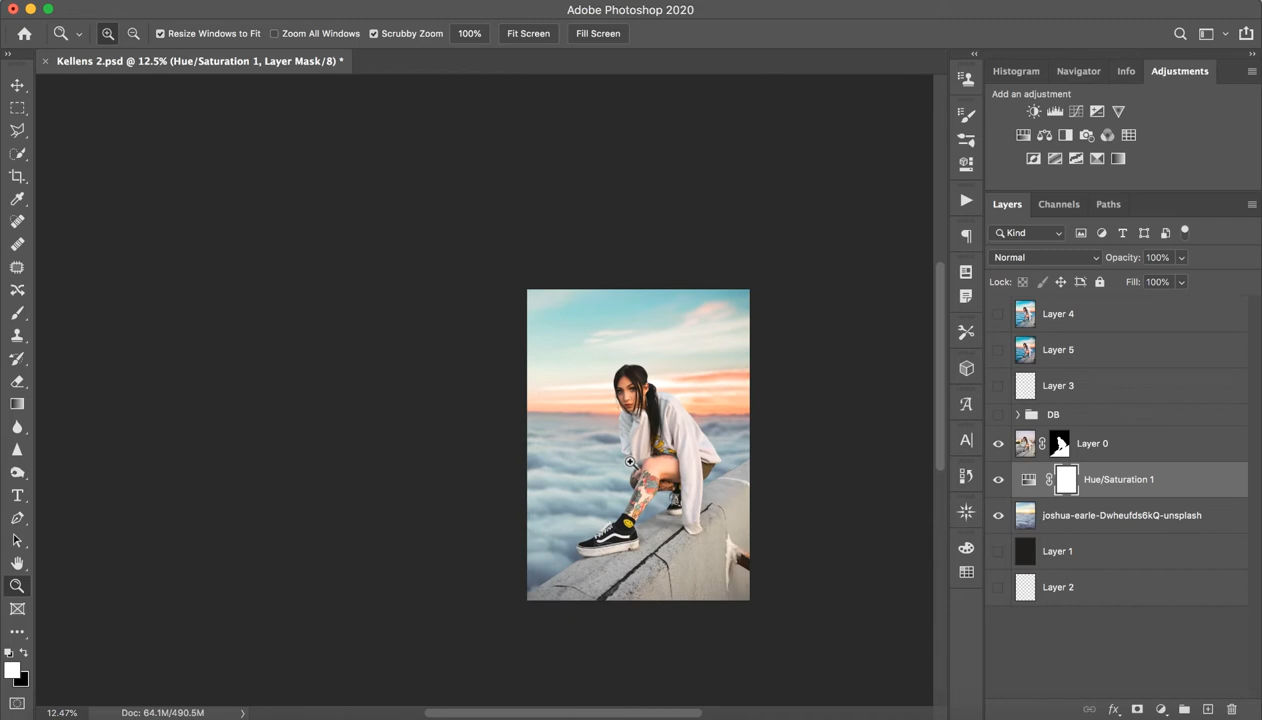 Adobe Photoshop 2020
Resize Windows to Fit Zoom All Windows Scrubby Zoom 100% Fit Screen Fill Screen
Kellens 2.psd @ 12.5% (Hue/Saturation 1, Layer Mask/8) *
Histogram Navigator Info Adjustments
Add an adjustment
Layers Channels Paths
Kind
Normal Opacity: 100%
Lock: Fill: 100%
Layer 4
Layer 5
Layer 3
DB
Layer 0
Hue/Saturation 1
joshua-earle-Dwheufds6kQ-unsplash
Layer 1
Layer 2
12.47% Doc: 64.1M/490.5M